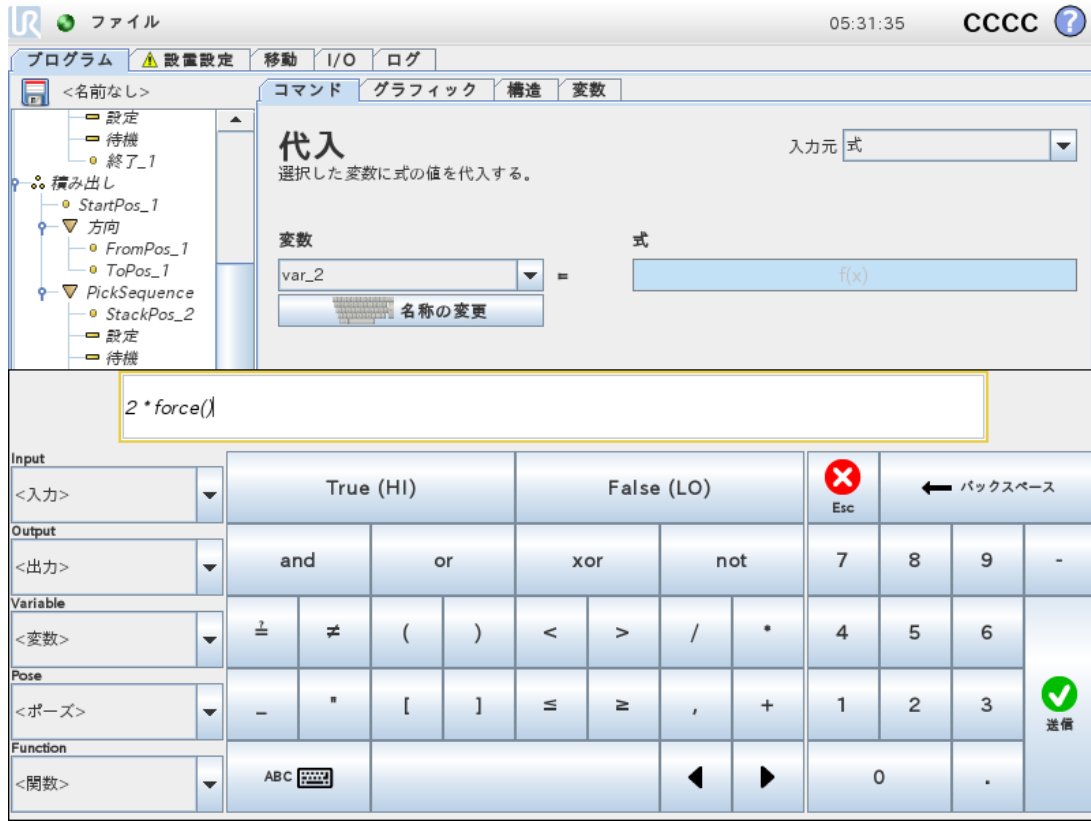 UR ファイル 05:31:35 CCCC ?
プログラム 設置設定 移動 I/O ログ
<名前なし> コマンド グラフィック 構造 変数
設定
待機
終了_1
積み出し
StartPos_1
方向
FromPos_1
ToPos_1
PickSequence
StackPos_2
設定
待機
代入 入力元 式
選択した変数に式の値を代入する。
変数 式
var_2 = f(x)
名称の変更
2 * force()
Input
<入力> True (HI) False (LO) Esc バックスペース
Output
<出力> and or xor not 7 8 9 -
Variable
<変数> ≟ ≠ ( ) < > / * 4 5 6
Pose
<ポーズ> _ " [ ] ≤ ≥ , + 1 2 3 送信
Function
<関数> ABC 0 .